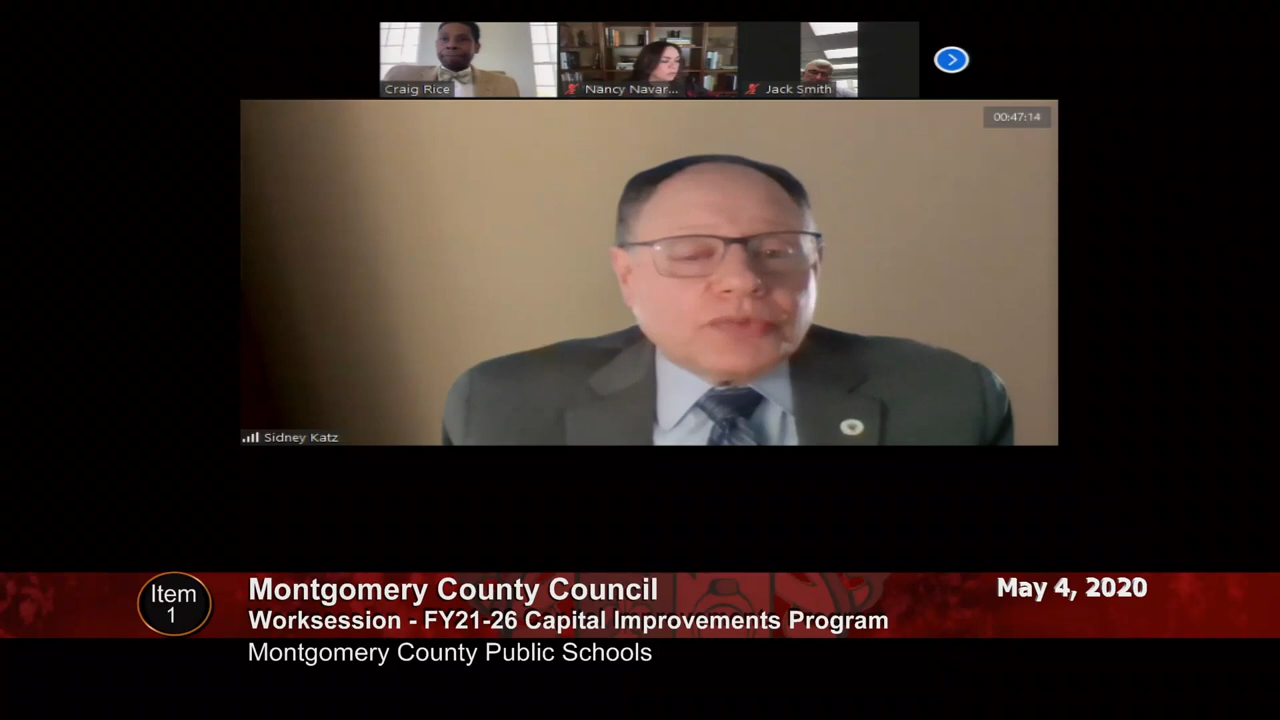 Craig Rice
Nancy Navar...
Jack Smith
00:47:14
Sidney Katz
Item
1
Montgomery County Council
May 4, 2020
Worksession - FY21-26 Capital Improvements Program
Montgomery County Public Schools